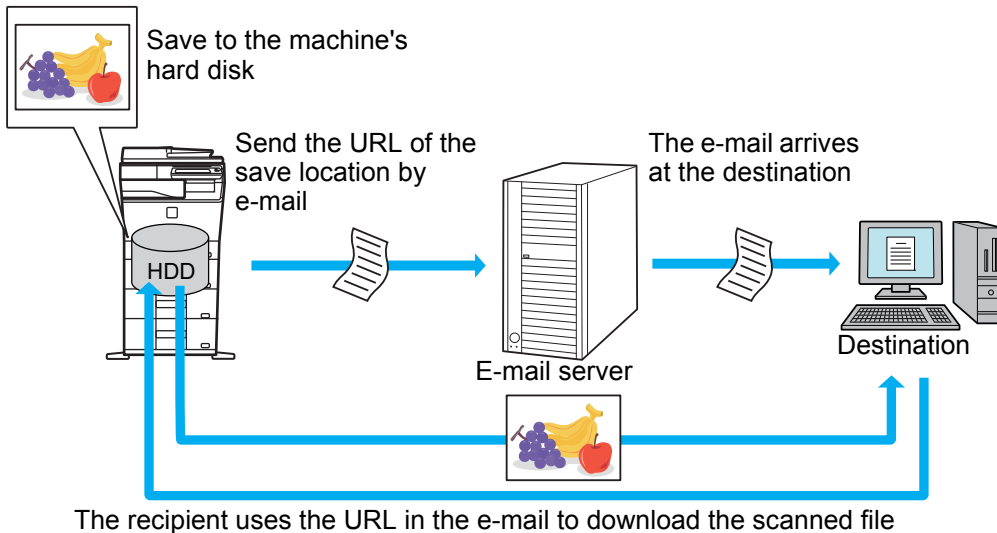 Save to the machine's
hard disk
Send the URL of the
save location by
e-mail
The e-mail arrives
at the destination
HDD
E-mail server
Destination
The recipient uses the URL in the e-mail to download the scanned file